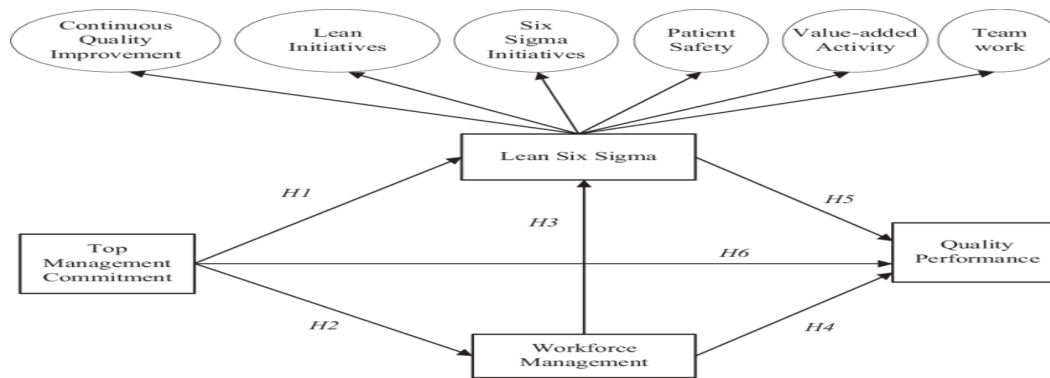 Continuous
Quality
Improvement
Lean
Initiatives
Six
Sigma
Initiatives
Patient
Safety
Value-added
Activity
Team
work
Lean Six Sigma
H1
H3
H5
Top
Management
Commitment
H6
Quality
Performance
H2
H4
Workforce
Management